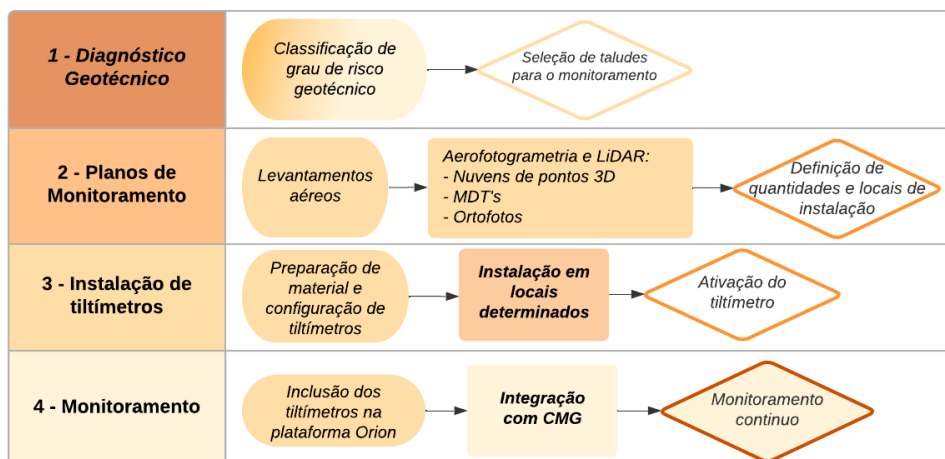 1 - Diagnóstico
Geotécnico
Classificação de
grau de risco
geotécnico
Seleção de taludes
para o monitoramento
2 - Planos de
Monitoramento
Levantamentos
aéreos
Aerofotogrametria e LiDAR:
- Nuvens de pontos 3D
- MDT's
- Ortofotos
Definição de
quantidades e locais de
instalação
3 - Instalação de
tiltímetros
Preparação de
material e
configuração de
tiltímetros
Instalação em
locais
determinados
Ativação do
tiltímetro
4 - Monitoramento
Inclusão dos
tiltímetros na
plataforma Orion
Integração
com CMG
Monitoramento
continuo